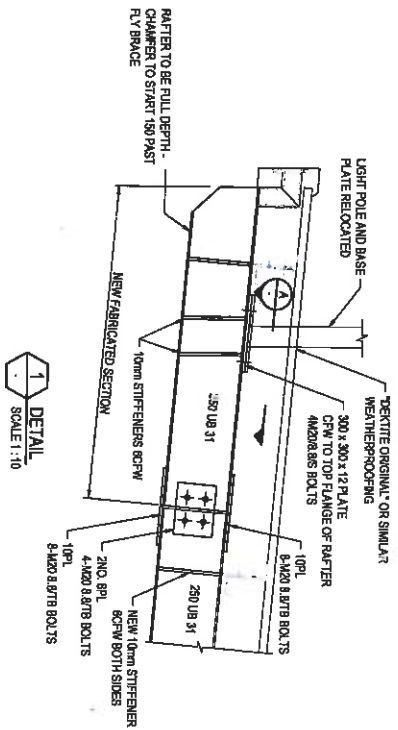 LIGHT POLE AND BASE
PLATE RELOCATED
"DEKTITE ORIGINAL" OR SIMILAR
WEATHERPROOFING
300 x 300 x 12 PLATE
CFW TO TOP FLANGE OF RAFTER
4M20/8.8/S BOLTS
10PL
8-M20 8.8/TB BOLTS
A
RAFTER TO BE FULL DEPTH -
CHAMFER TO START 150 PAST
FLY BRACE
250 UB 31
250 UB 31
10mm STIFFENERS 6CFW
NEW FABRICATED SECTION
NEW 10mm STIFFENER
6CFW BOTH SIDES
2NO. 8PL
4-M20 8.8/TB BOLTS
10PL
8-M20 8.8/TB BOLTS
1
DETAIL
SCALE 1:10